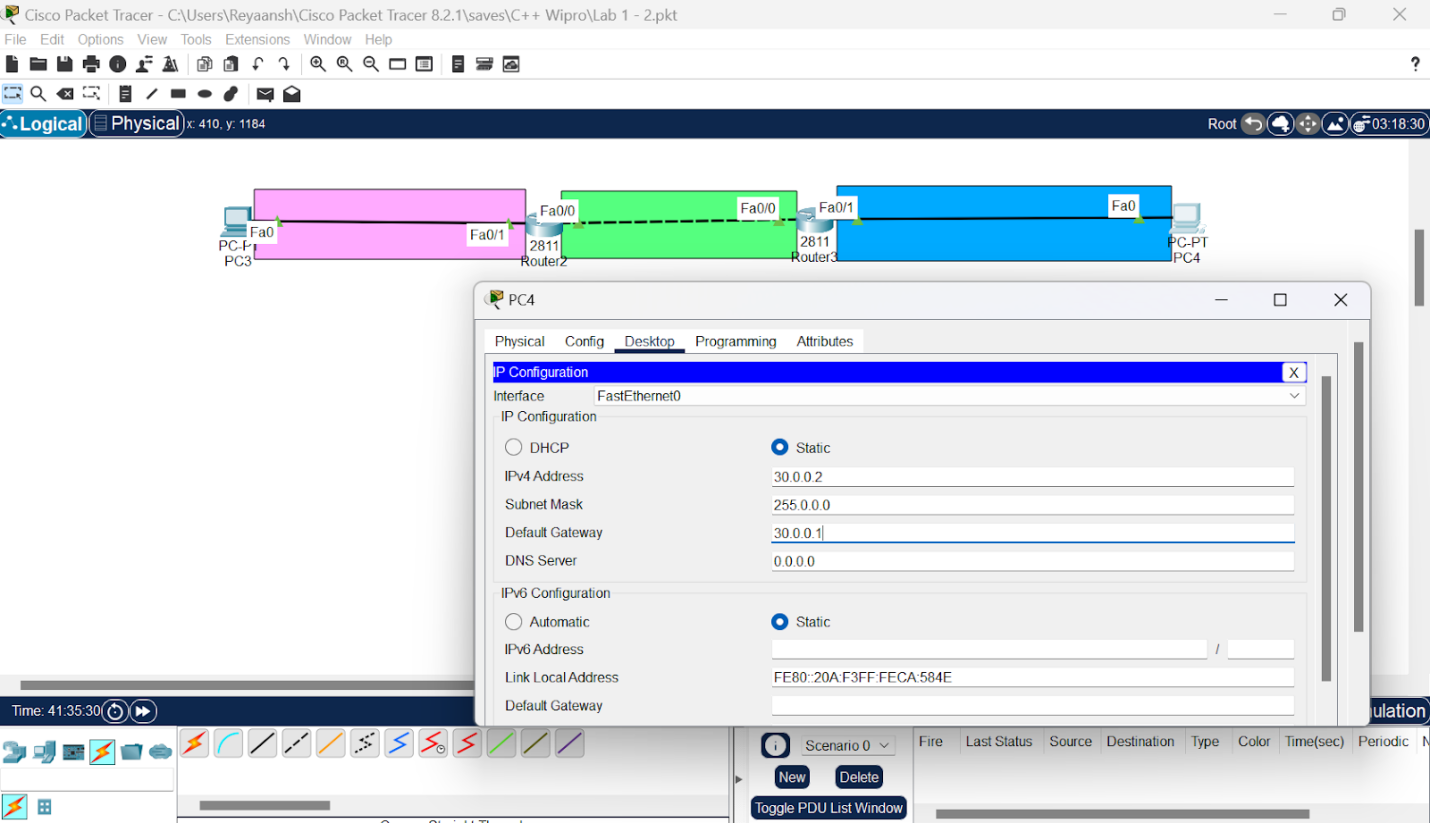 Cisco Packet Tracer - C:\Users\Reyaansh\Cisco Packet Tracer 8.2.1\saves\C++ Wipro\Lab 1 - 2.pkt
File Edit Options View Tools Extensions Window Help
?
Logical Physical x: 410, y: 1184 Root 03:18:30
Fa0/0 Fa0/0 Fa0/1 Fa0
Fa0 Fa0/1
PC-P 2811 2811 PC-PT
PC3 Router2 Router3 PC4
PC4
Physical Config Desktop Programming Attributes
IP Configuration X
Interface FastEthernet0
IP Configuration
DHCP Static
IPv4 Address 30.0.0.2
Subnet Mask 255.0.0.0
Default Gateway 30.0.0.1
DNS Server 0.0.0.0
IPv6 Configuration
Automatic Static
IPv6 Address /
Link Local Address FE80::20A:F3FF:FECA:584E
Default Gateway
Time: 41:35:30 ulation
Scenario 0 Fire Last Status Source Destination Type Color Time(sec) Periodic N
New Delete
Toggle PDU List Window